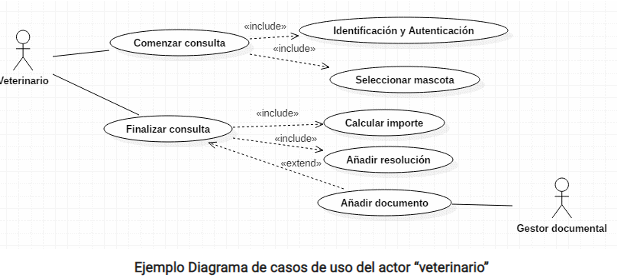 «include»
Identificación y Autenticación
Comenzar consulta
«include»
Veterinario
Seleccionar mascota
«include»
Calcular importe
Finalizar consulta
«include»
Añadir resolución
«extend»
Añadir documento
Gestor documental
Ejemplo Diagrama de casos de uso del actor “veterinario”